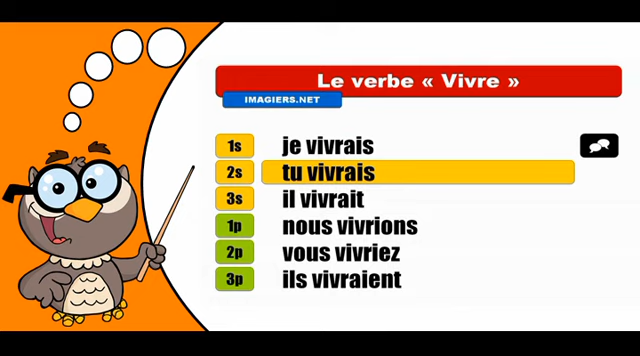 Le verbe « Vivre »
IMAGIERS.NET
1s je vivrais
2s tu vivrais
3s il vivrait
1p nous vivrions
2p vous vivriez
3p ils vivraient